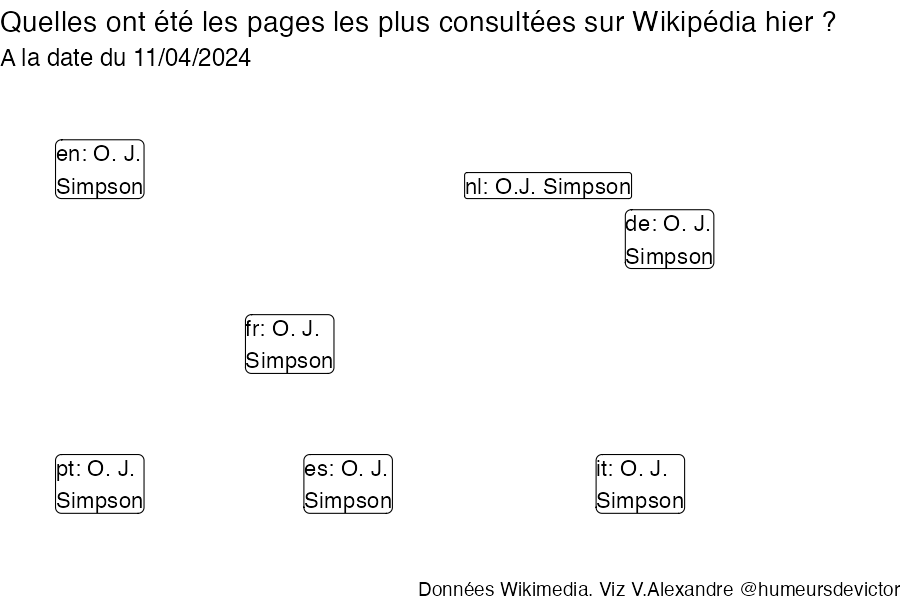 Quelles ont été les pages les plus consultées sur Wikipédia hier ?
A la date du 11/04/2024
en: O. J.
Simpson
nl: O.J. Simpson
de: O. J.
Simpson
fr: O. J.
Simpson
pt: O. J.
Simpson
es: O. J.
Simpson
it: O. J.
Simpson
Données Wikimedia. Viz V.Alexandre @humeursdevictor